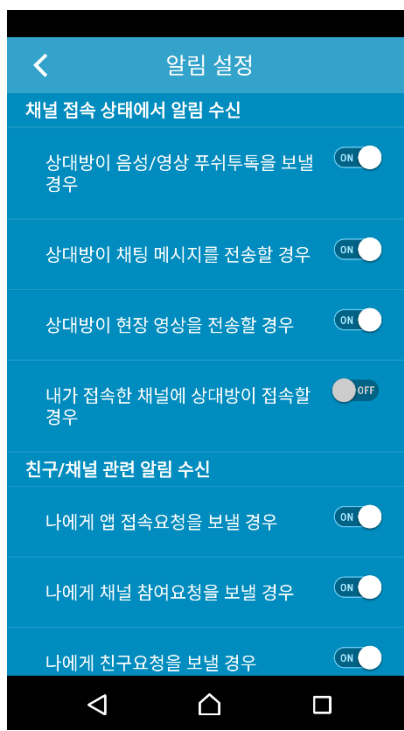 알림 설정
채널 접속 상태에서 알림 수신
상대방이 음성/영상 푸쉬투톡을 보낼
경우
ON
상대방이 채팅 메시지를 전송할 경우
ON
상대방이 현장 영상을 전송할 경우
ON
내가 접속한 채널에 상대방이 접속할
경우
OFF
친구/채널 관련 알림 수신
나에게 앱 접속요청을 보낼 경우
ON
나에게 채널 참여요청을 보낼 경우
ON
나에게 친구요청을 보낼 경우
ON